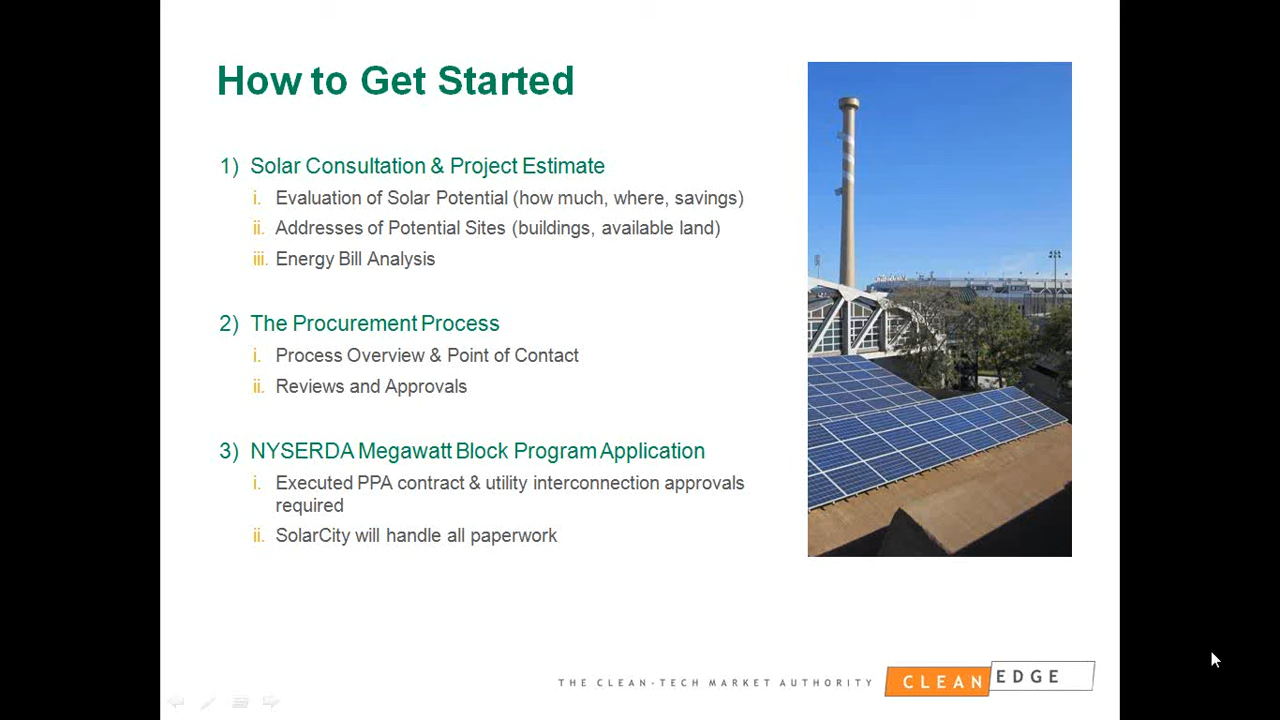 How to Get Started
1) Solar Consultation & Project Estimate
i. Evaluation of Solar Potential (how much, where, savings)
ii. Addresses of Potential Sites (buildings, available land)
iii. Energy Bill Analysis
2) The Procurement Process
i. Process Overview & Point of Contact
ii. Reviews and Approvals
3) NYSERDA Megawatt Block Program Application
i. Executed PPA contract & utility interconnection approvals
required
ii. SolarCity will handle all paperwork
THE CLEAN-TECH MARKET AUTHORITY
CLEAN EDGE